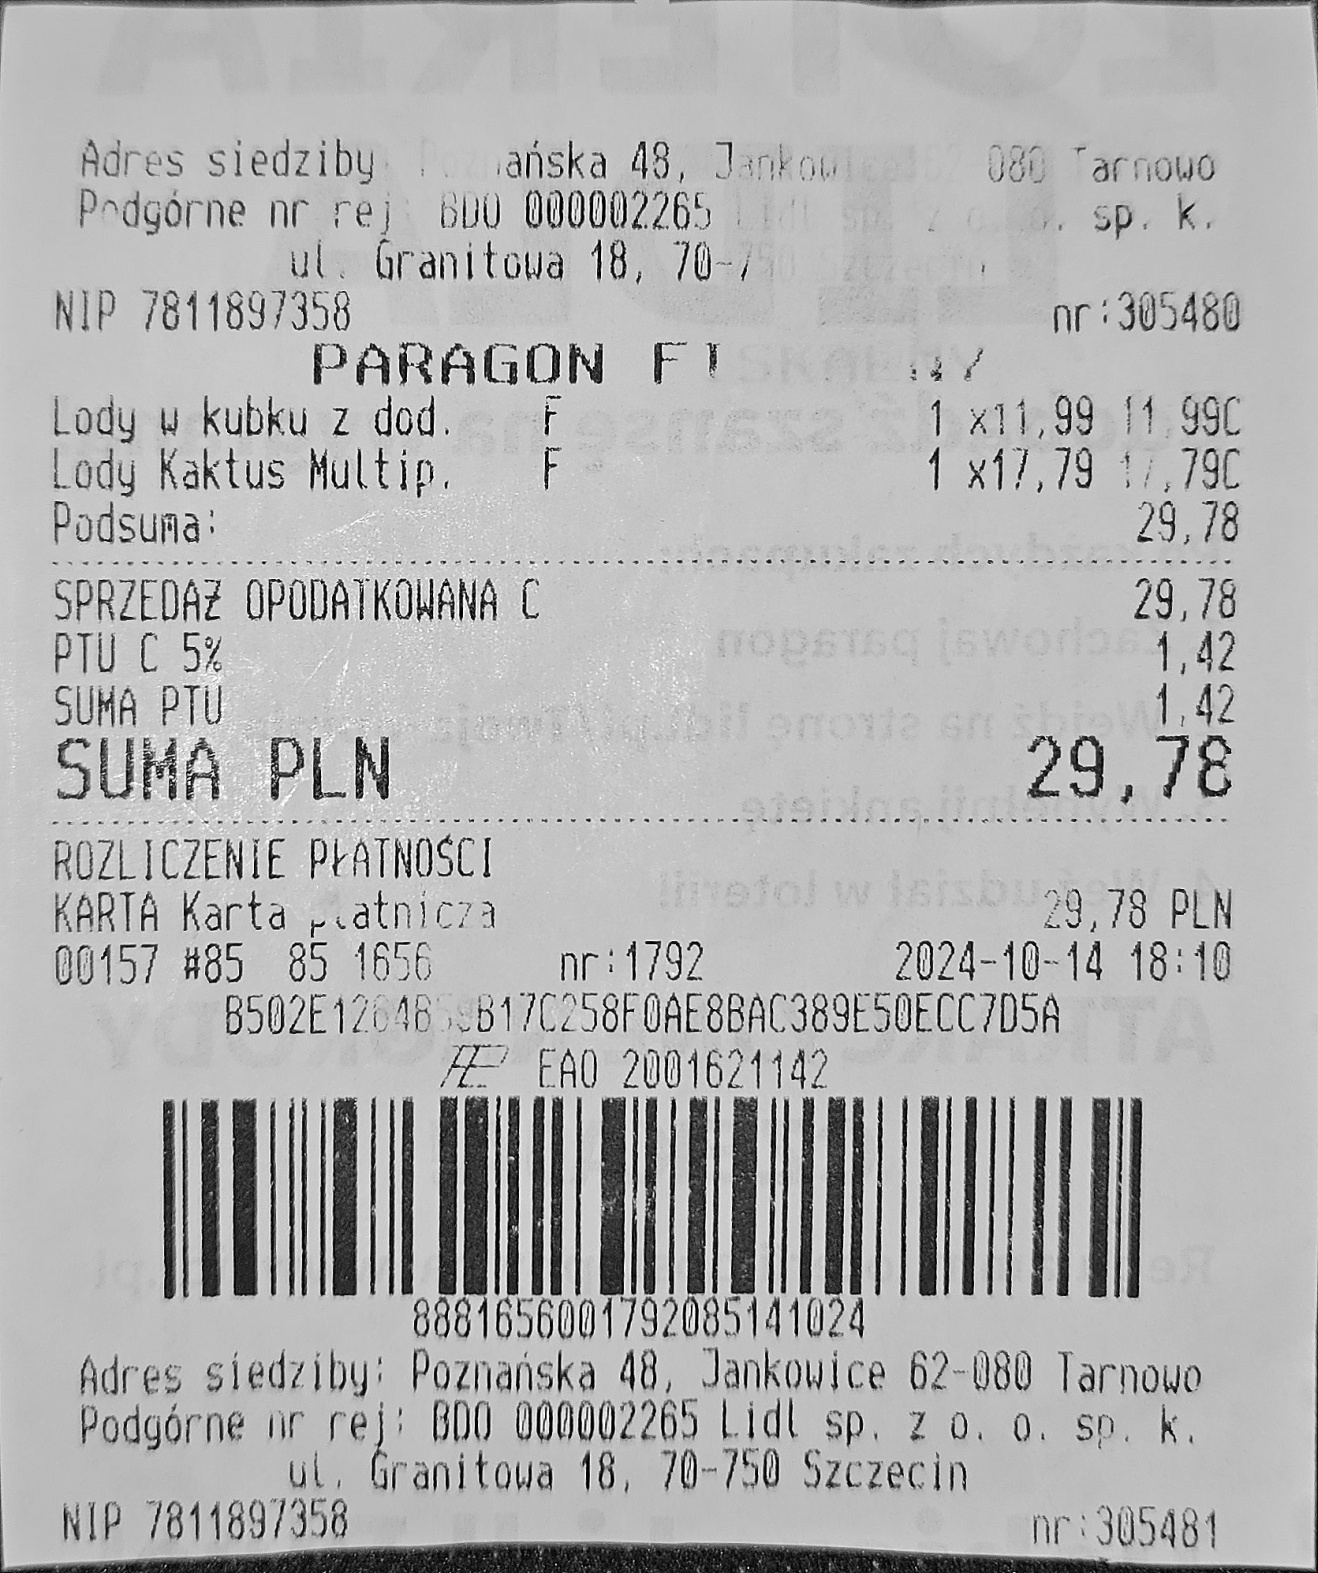 Adres siedziby Poznańska 48, Jankowice 62-080 Tarnowo
Podgórne nr rej: BDO 000002265 Lidl sp. z o. o. sp. k.
ul. Granitowa 18, 70-750 Szczecin
NIP 7811897358 nr:305480
PARAGON FISKALNY
Lody w kubku z dod. F 1 x11,99 11,99C
Lody Kaktus Multip. F 1 x17,79 17,79C
Podsuma: 29,78
SPRZEDAŻ OPODATKOWANA C 29,78
PTU C 5% 1,42
SUMA PTU 1,42
SUMA PLN 29,78
ROZLICZENIE PŁATNOŚCI
KARTA Karta płatnicza 29,78 PLN
00157 #85 85 1656 nr:1792 2024-10-14 18:10
EAO 2001621142
8881656001792085141024
Adres siedziby: Poznańska 48, Jankowice 62-080 Tarnowo
Podgórne nr rej: BDO 000002265 Lidl sp. z o. o. sp. k.
ul. Granitowa 18, 70-750 Szczecin
NIP 7811897358 nr:305481